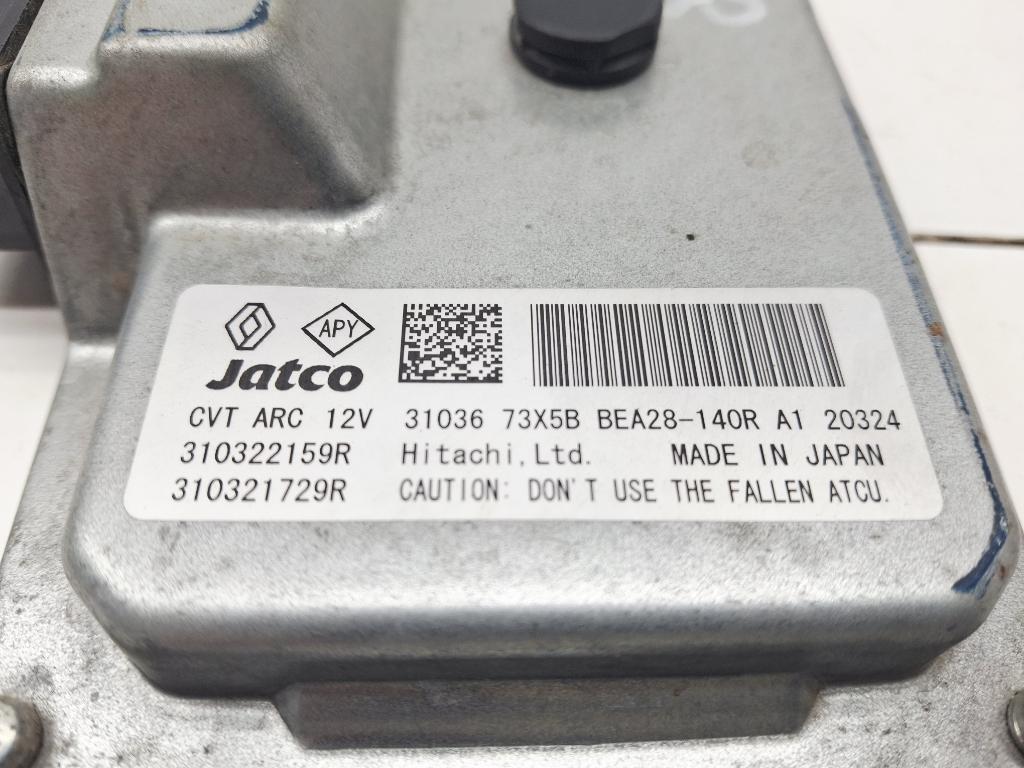 APY
Jatco
CVT ARC 12V 31036 73X5B BEA28-140R A1 20324
310322159R Hitachi,Ltd. MADE IN JAPAN
310321729R CAUTION: DON'T USE THE FALLEN ATCU.